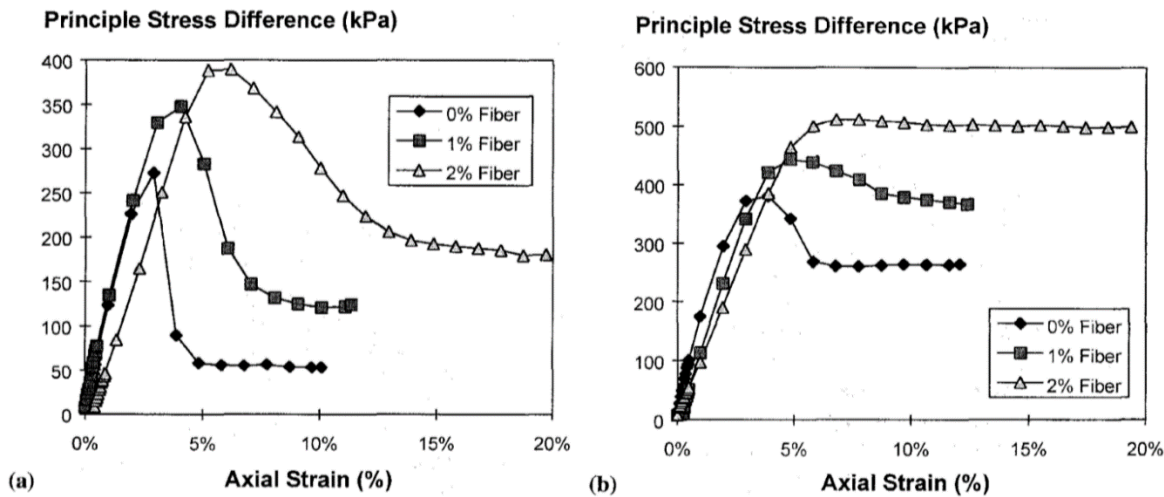 Principle Stress Difference (kPa)
400
350
300
250
200
150
100
50
0
0% Fiber
1% Fiber
2% Fiber
0%
5%
10%
15%
20%
(a)
Axial Strain (%)
Principle Stress Difference (kPa)
600
500
400
300
200
100
0
0% Fiber
1% Fiber
2% Fiber
0%
5%
10%
15%
20%
(b)
Axial Strain (%)